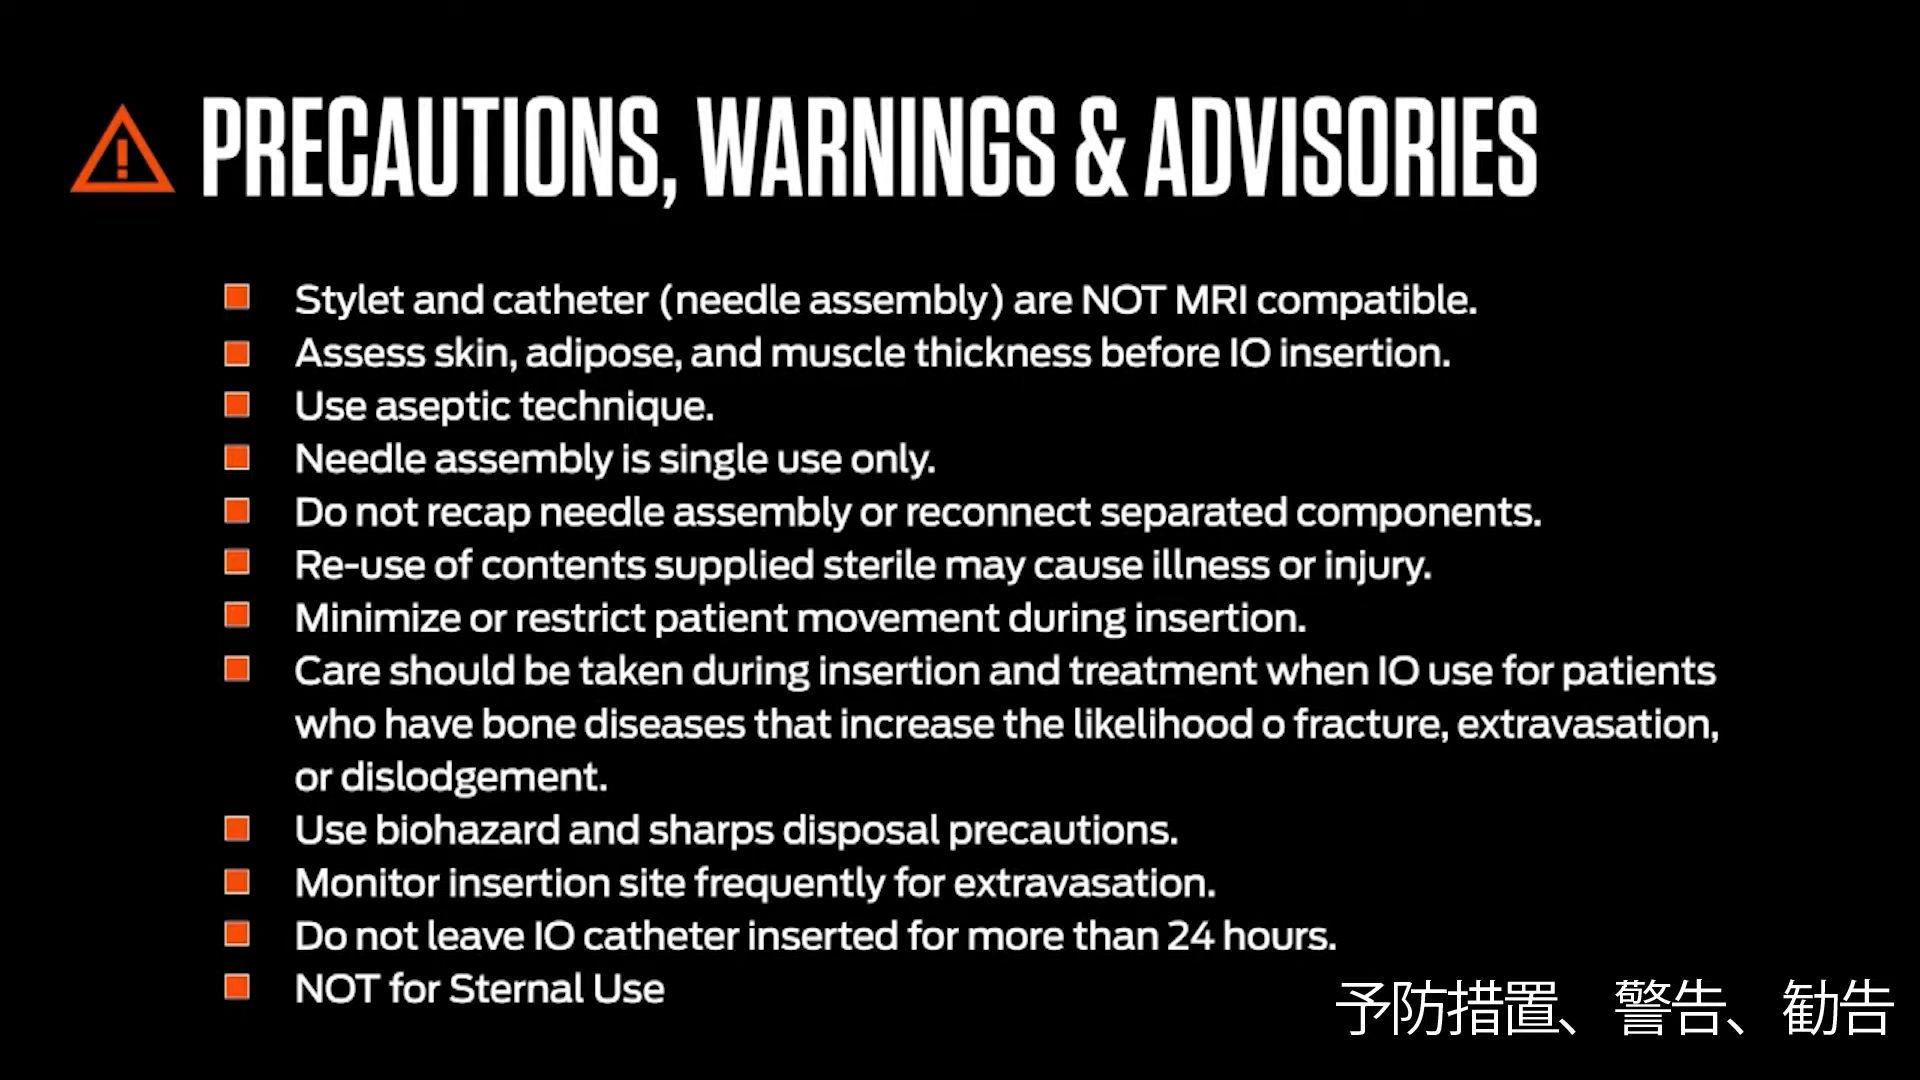 PRECAUTIONS, WARNINGS & ADVISORIES
Stylet and catheter (needle assembly) are NOT MRI compatible.
Assess skin, adipose, and muscle thickness before IO insertion.
Use aseptic technique.
Needle assembly is single use only.
Do not recap needle assembly or reconnect separated components.
Re-use of contents supplied sterile may cause illness or injury.
Minimize or restrict patient movement during insertion.
Care should be taken during insertion and treatment when IO use for patients
who have bone diseases that increase the likelihood o fracture, extravasation,
or dislodgement.
Use biohazard and sharps disposal precautions.
Monitor insertion site frequently for extravasation.
Do not leave IO catheter inserted for more than 24 hours.
NOT for Sternal Use
予防措置、警告、勧告